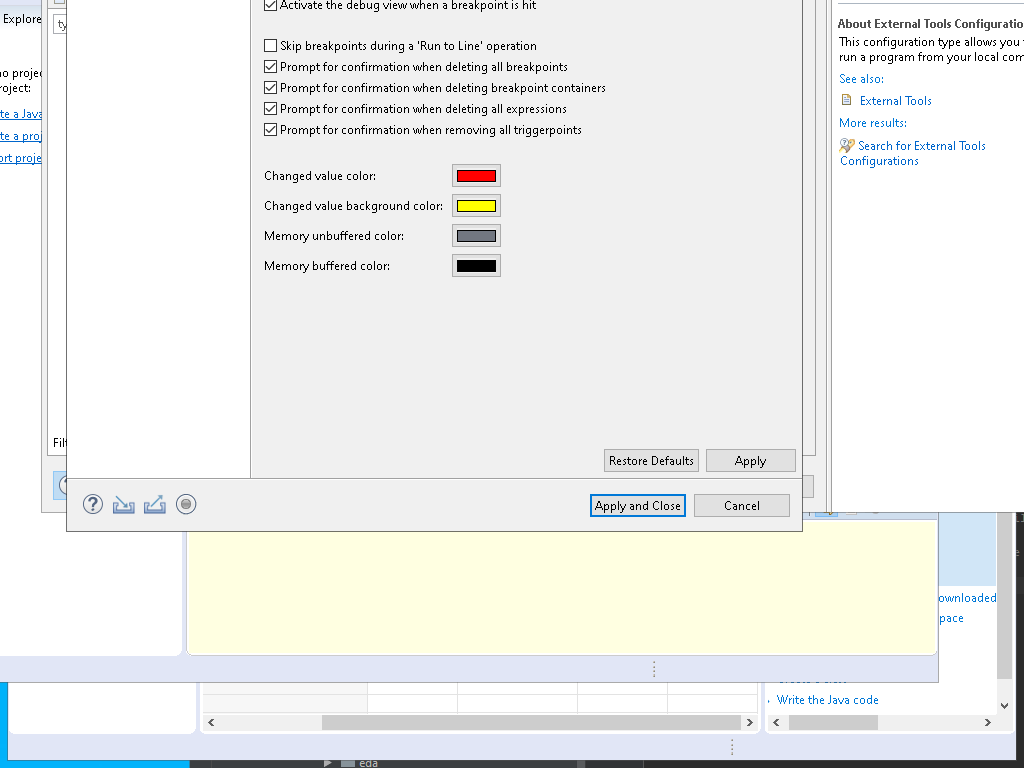 Explore
Activate the debug view when a breakpoint is hit
ty
Skip breakpoints during a 'Run to Line' operation
Prompt for confirmation when deleting all breakpoints
Prompt for confirmation when deleting breakpoint containers
Prompt for confirmation when deleting all expressions
Prompt for confirmation when removing all triggerpoints
Changed value color:
Changed value background color:
Memory unbuffered color:
Memory buffered color:
Restore Defaults
Apply
Apply and Close
Cancel
About External Tools Configuratio
This configuration type allows you
run a program from your local com
See also:
External Tools
More results:
Search for External Tools
Configurations
no proje
roject:
te a Java
te a proj
ort proje
Filt
ownloaded
pace
Write the Java code
eda